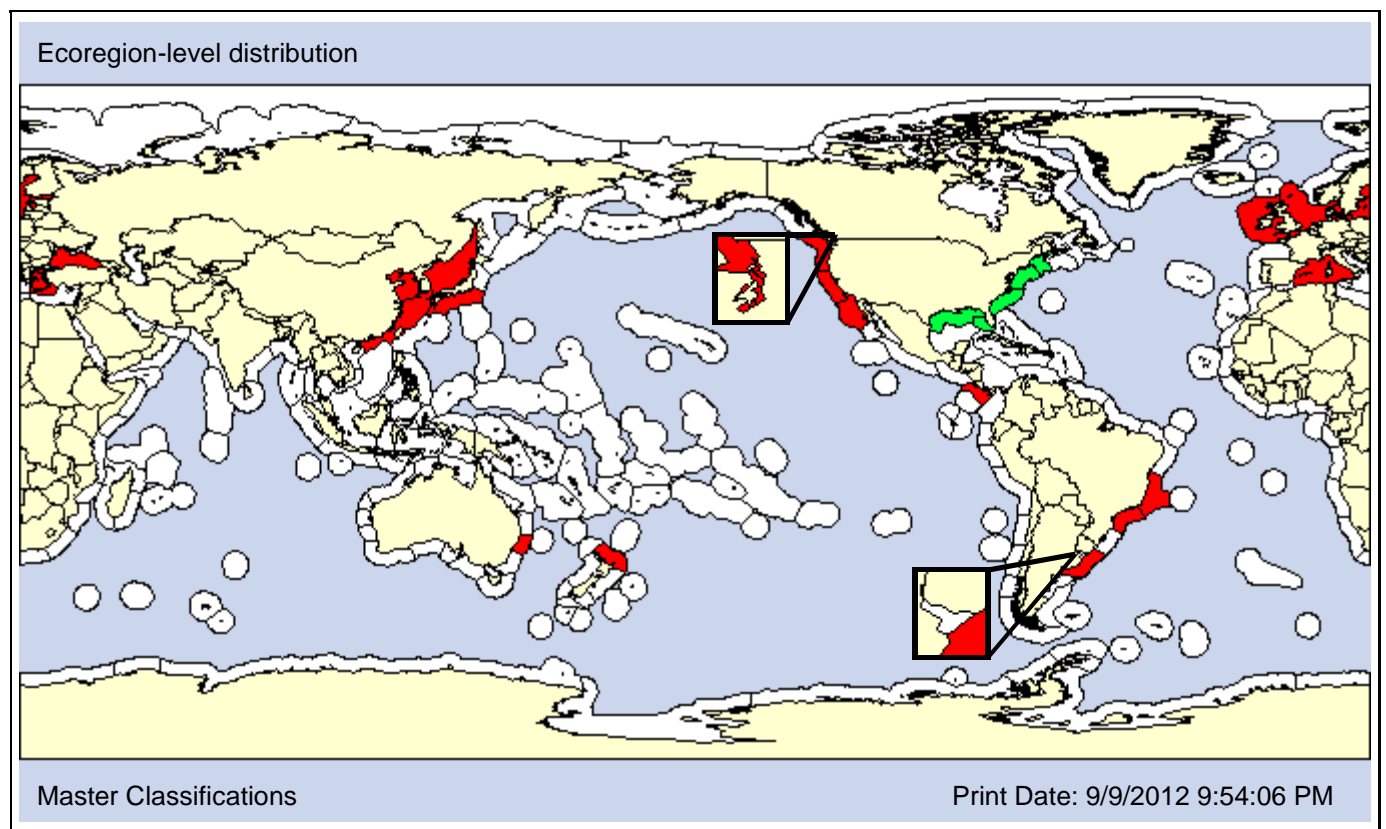 Ecoregion-level distribution
Master Classifications
Print Date: 9/9/2012 9:54:06 PM